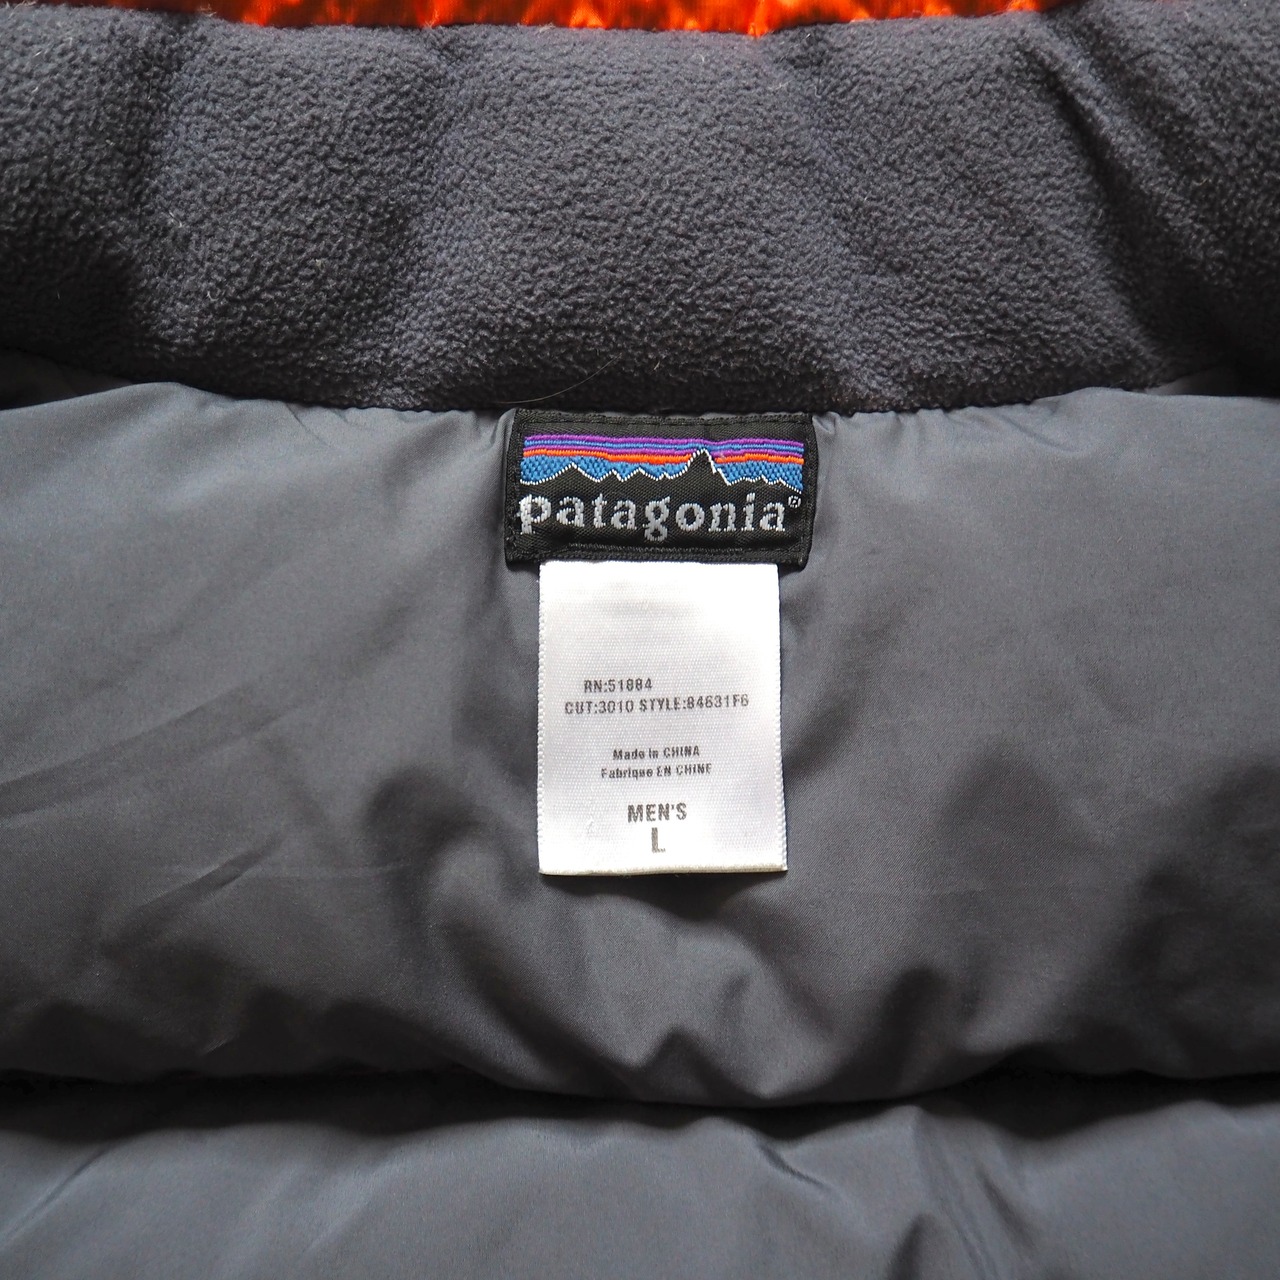 patagonia®
RN:51884
CUT:3010 STYLE:84631F6
Made in CHINA
Fabrique EN CHINE
MEN'S
L